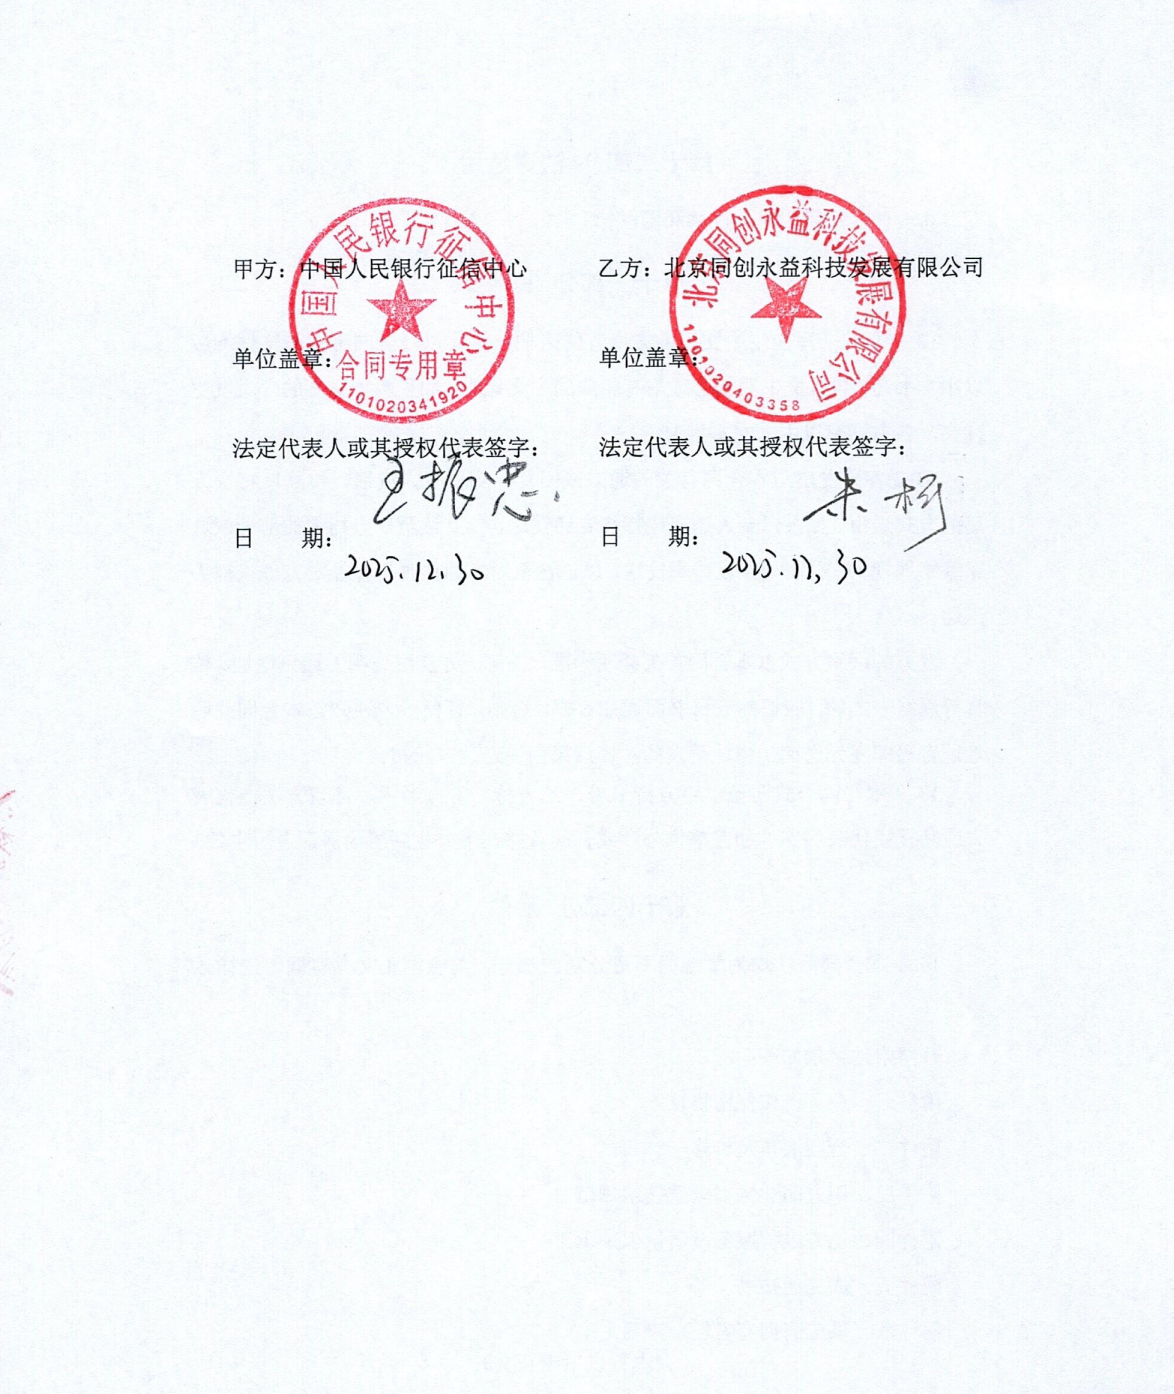 甲方：中国人民银行征信中心
乙方：北京同创永益科技发展有限公司
中国人民银行征信中心
合同专用章
1101020341920
北京同创永益科技发展有限公司
1101020403358
单位盖章：
单位盖章：
法定代表人或其授权代表签字：
法定代表人或其授权代表签字：
王振忠
朱
日 期：
日 期：
2025.12.30
2025.12.30